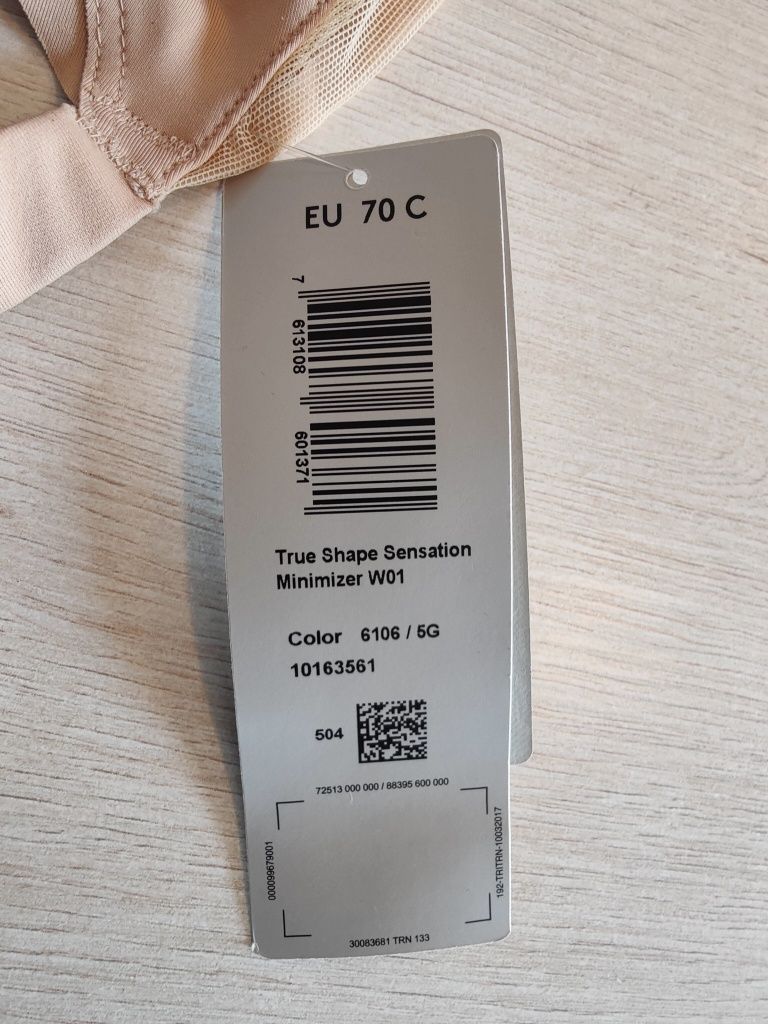 EU 70 C
7 613108 601371
True Shape Sensation
Minimizer W01
Color 6106 / 5G
10163561
504
72513 000 000 / 88395 600 000
000099679001
192-TRITRN-10032017
30083681 TRN 133